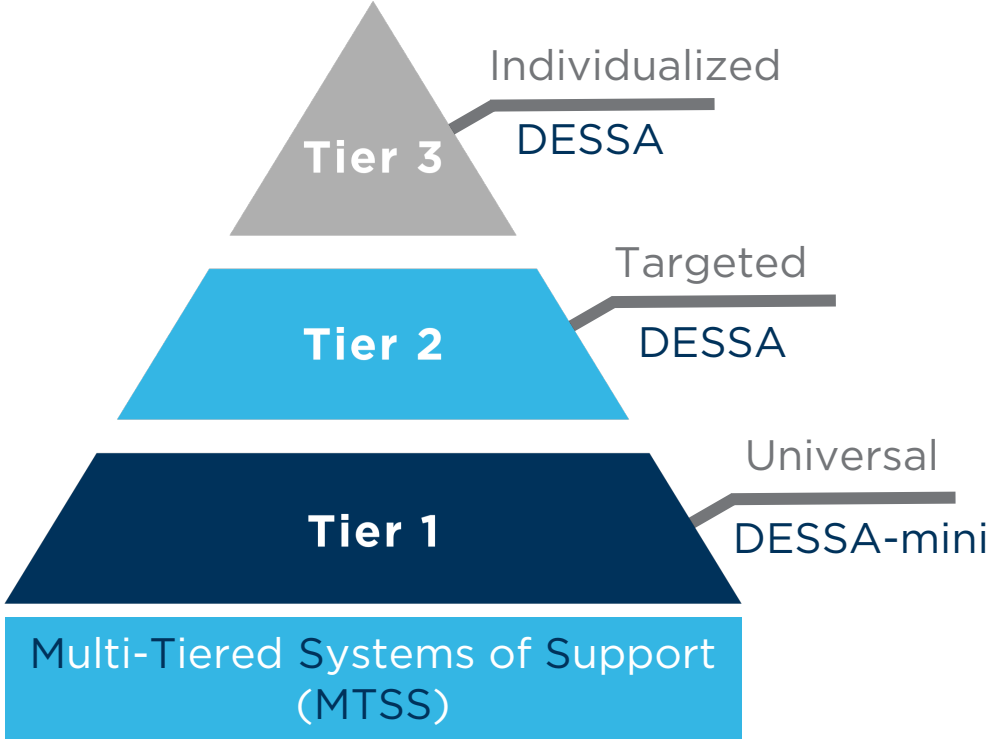 Individualized
DESSA
Tier 3
Targeted
DESSA
Tier 2
Universal
DESSA-mini
Tier 1
Multi-Tiered Systems of Support
(MTSS)